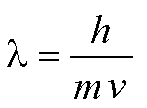 λ = h / mv